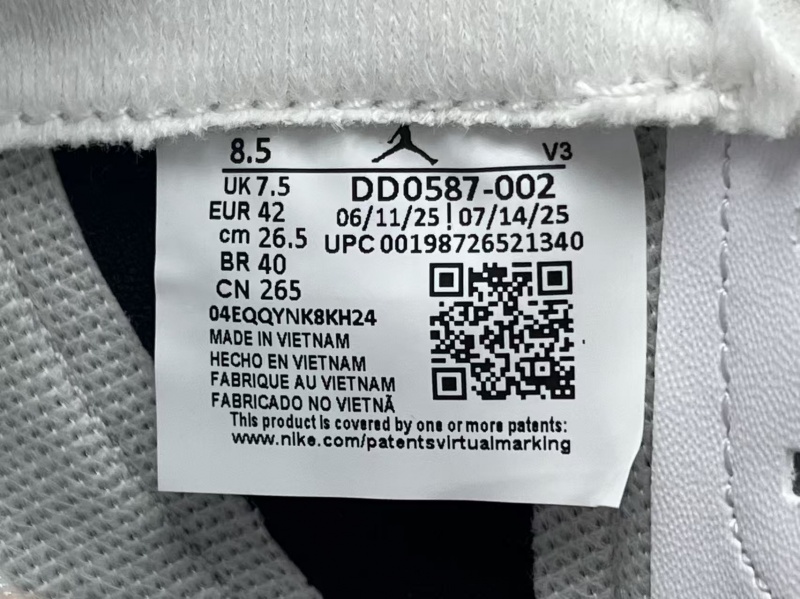 8.5 V3
UK 7.5 DD0587-002
EUR 42 06/11/25 | 07/14/25
cm 26.5 UPC 00198726521340
BR 40
CN 265
04EQQYNK8KH24
MADE IN VIETNAM
HECHO EN VIETNAM
FABRIQUE AU VIETNAM
FABRICADO NO VIETNÃ
This product is covered by one or more patents:
www.nike.com/patentsvirtualmarking